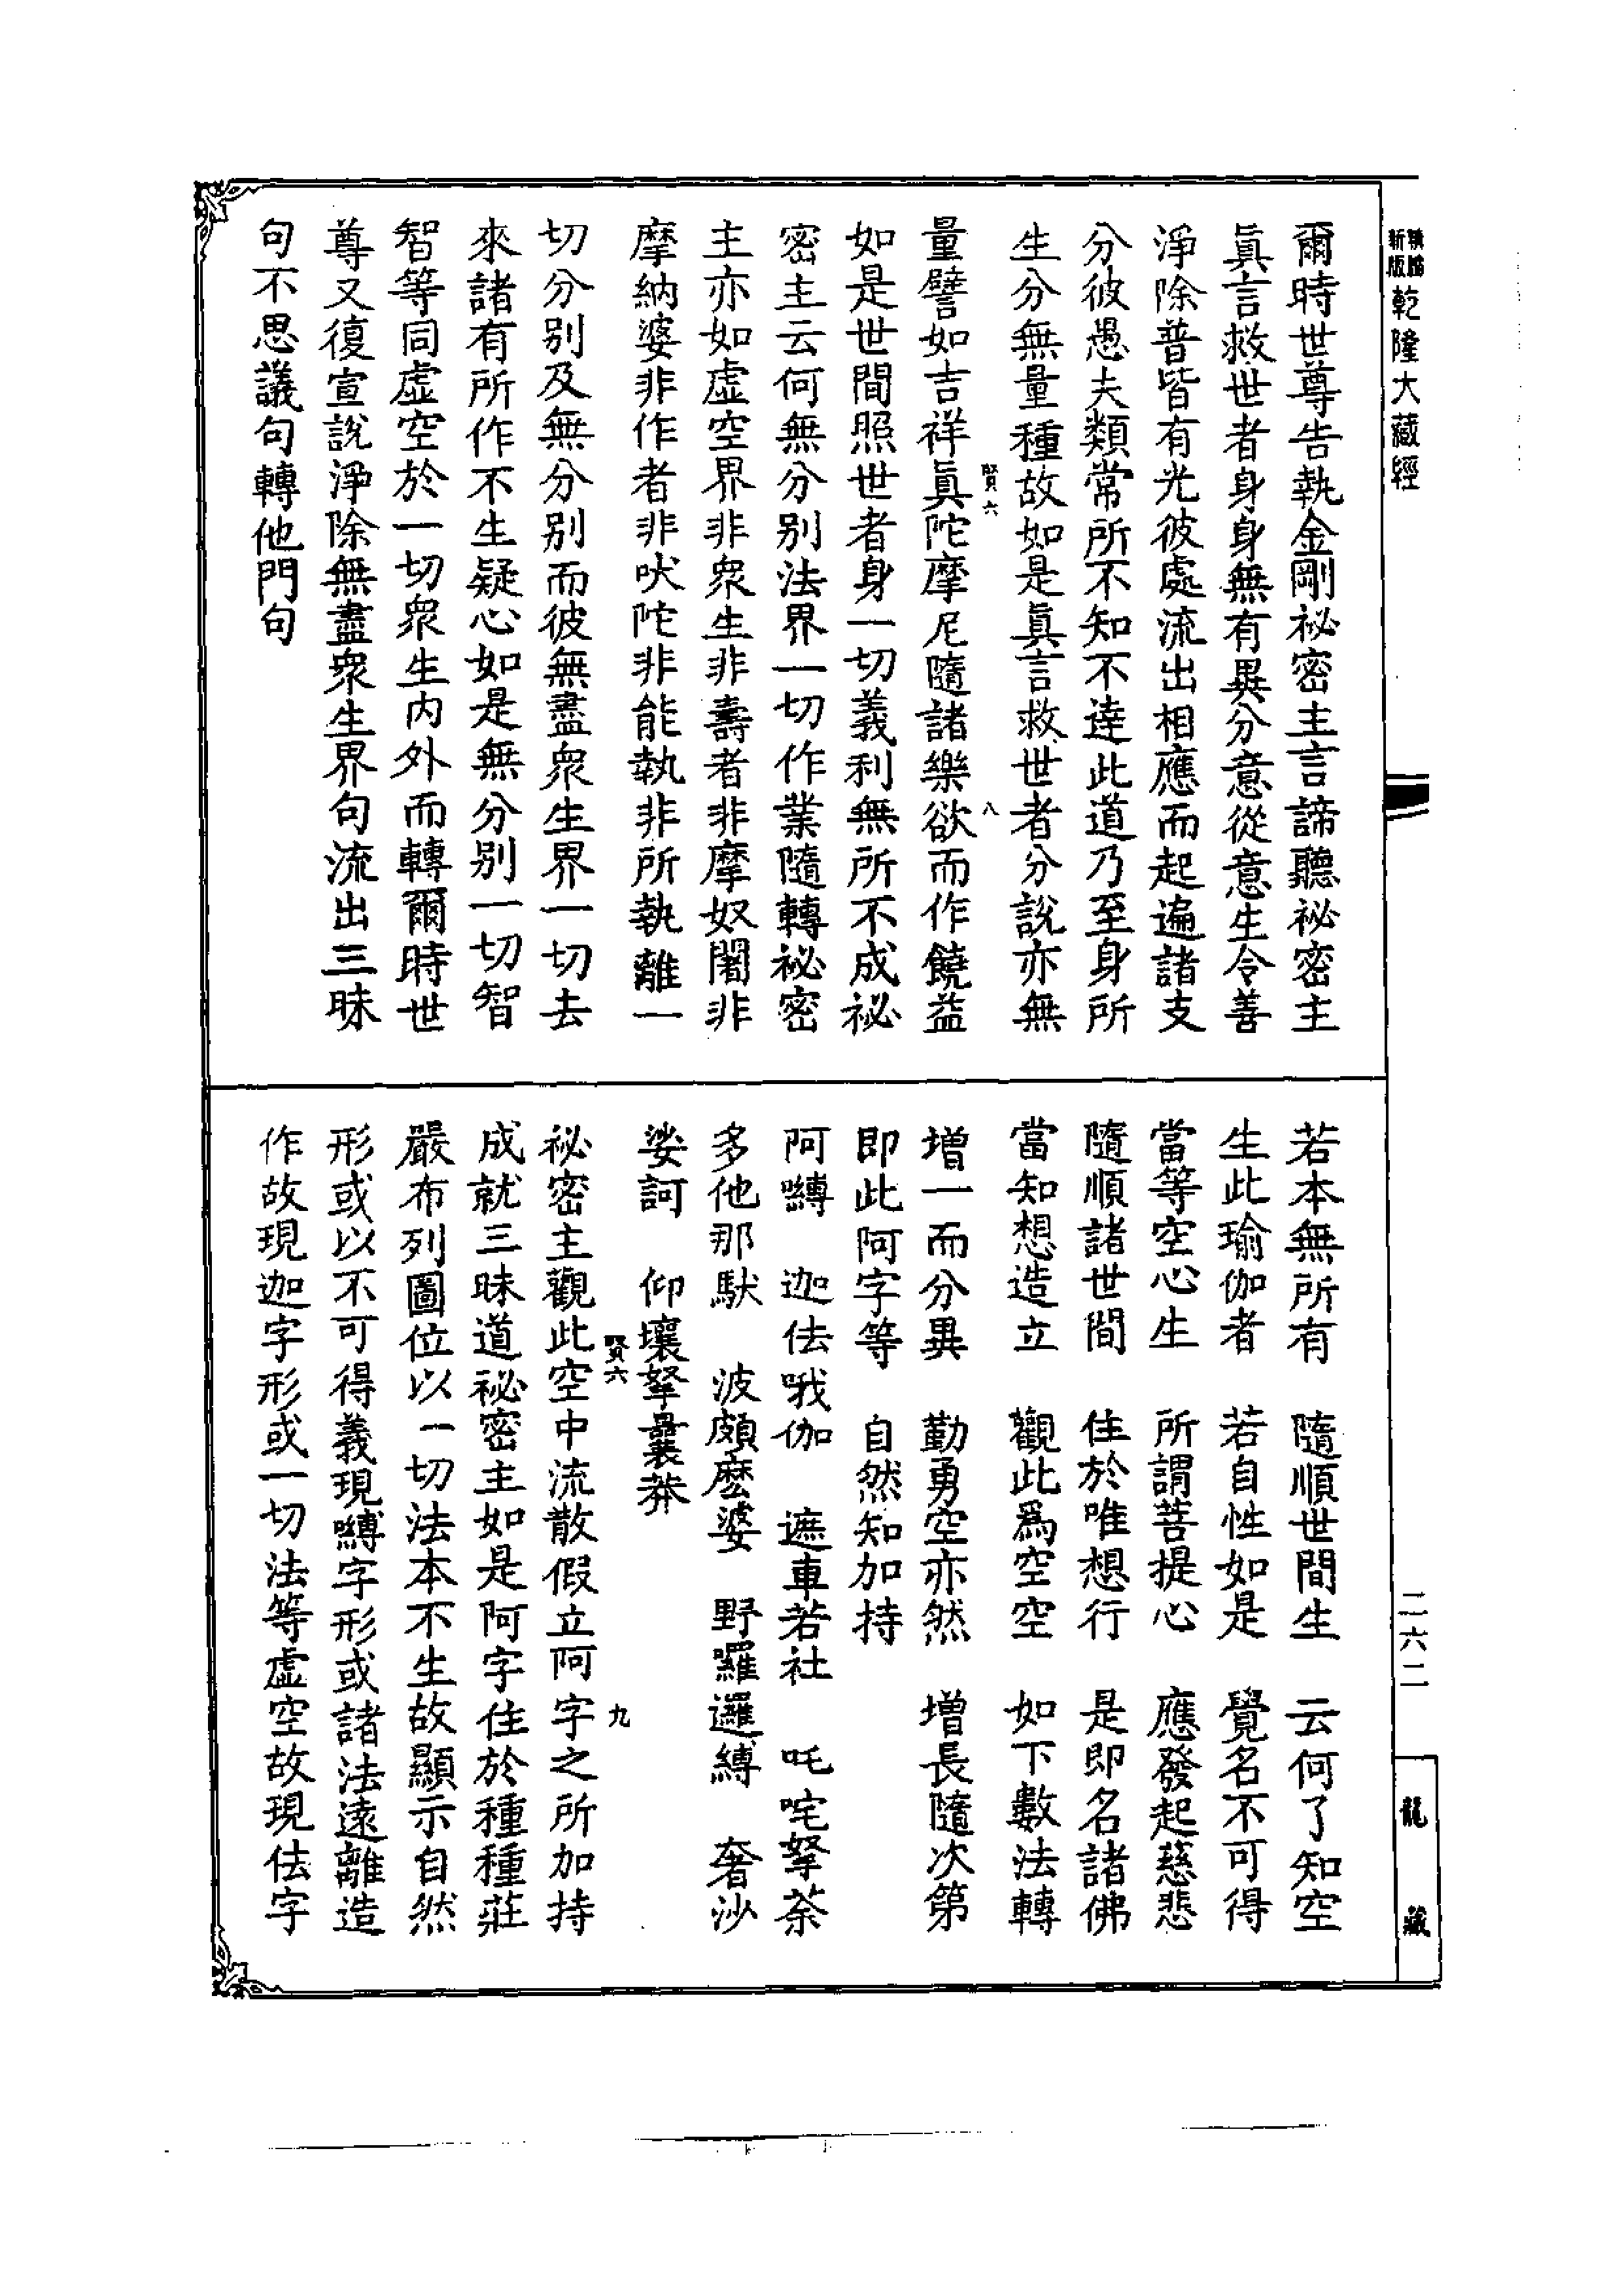 新版
乾隆大藏經
爾時世尊告執金剛祕密主言諦聽祕密主
眞言救世者身身無有異分意從意生令善
淨除普皆有光彼處流出相應而起遍諸支
分彼愚夫類常所不知不達此道乃至身所
生分無量種故如是眞言救世者分說亦無
賢六
八
量譬如吉祥眞陀摩尼隨諸樂欲而作饒益
如是世間照世者身一切義利無所不成祕
密主云何無分別法界一切作業隨轉祕密
主亦如虛空界非衆生非壽者非摩奴闍非
摩納婆非作者非吠陀非能執非所執離一
切分別及無分別而彼無盡衆生界一切去
來諸有所作不生疑心如是無分別一切智
智等同虛空於一切衆生內外而轉爾時世
尊又復宣說淨除無盡衆生界句流出三昧
句不思議句轉他門句
若本無所有　隨順世間生　云何了知空
生此瑜伽者　若自性如是　覺名不可得
當等空心生　所謂菩提心　應發起慈悲
隨順諸世間　住於唯想行　是即名諸佛
當知想造立　觀此爲空空　如下數法轉
增一而分異　勤勇空亦然　增長隨次第
即此阿字等　自然知加持
阿嚩　迦佉哦伽　遮車若社　吒咤拏荼
多他那馱　波頗麼婆　野囉邏縛　奢沙
娑訶　仰壤拏曩莽
賢六
九
祕密主觀此空中流散假立阿字之所加持
成就三昧道祕密主如是阿字住於種種莊
嚴布列圖位以一切法本不生故顯示自然
形或以不可得義現嚩字形或諸法遠離造
作故現迦字形或一切法等虛空故現佉字
二六二
龍藏